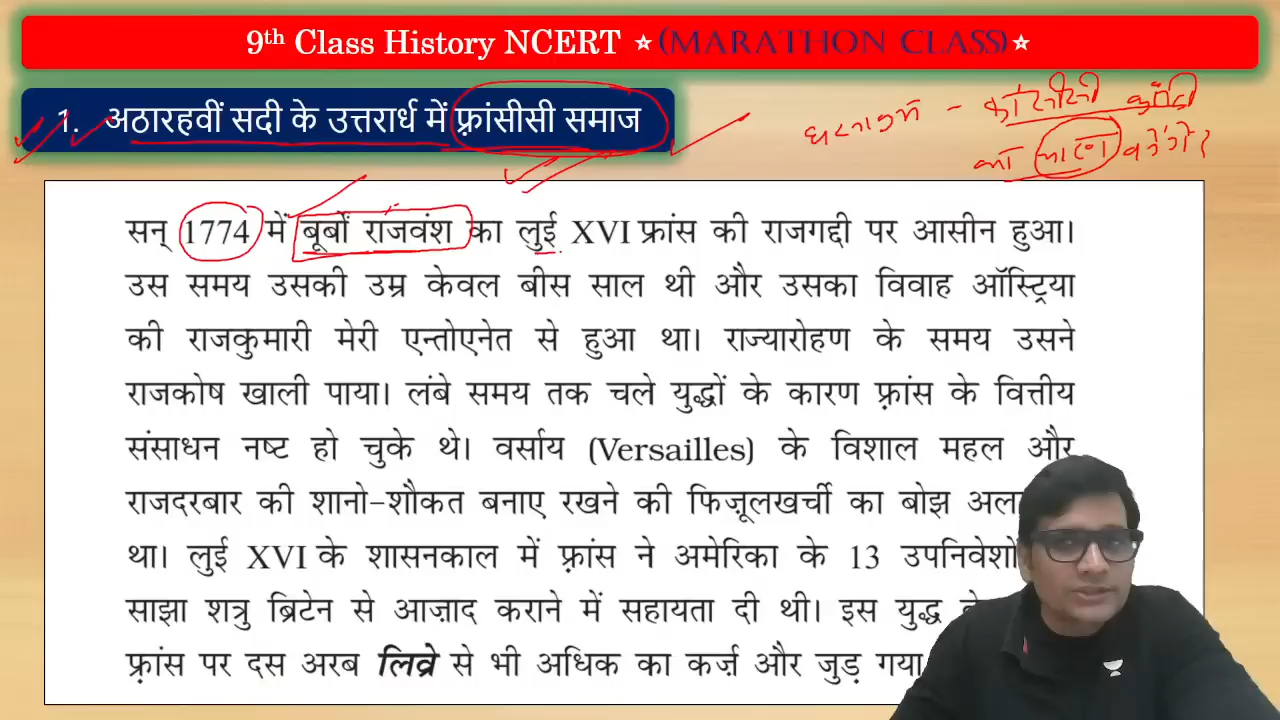 9th Class History NCERT ★(MARATHON CLASS)★
1. अठारहवीं सदी के उत्तरार्ध में फ़्रांसीसी समाज
घटनाक्रम - फ्रांसीसी क्रांति
का
सन् 1774 में बूर्बों राजवंश का लुई XVI फ्रांस की राजगद्दी पर आसीन हुआ।
उस समय उसकी उम्र केवल बीस साल थी और उसका विवाह ऑस्ट्रिया
की राजकुमारी मेरी एन्तोएनेत से हुआ था। राज्यारोहण के समय उसने
राजकोष खाली पाया। लंबे समय तक चले युद्धों के कारण फ़्रांस के वित्तीय
संसाधन नष्ट हो चुके थे। वर्साय (Versailles) के विशाल महल और
राजदरबार की शानो-शौकत बनाए रखने की फिज़ूलखर्ची का बोझ
था। लुई XVI के शासनकाल में फ़्रांस ने अमेरिका के 13 उपनिवेशों
साझा शत्रु ब्रिटेन से आज़ाद कराने में सहायता दी थी। इस युद्ध
फ़्रांस पर दस अरब लिव्रे से भी अधिक का कर्ज़ और जुड़ गया